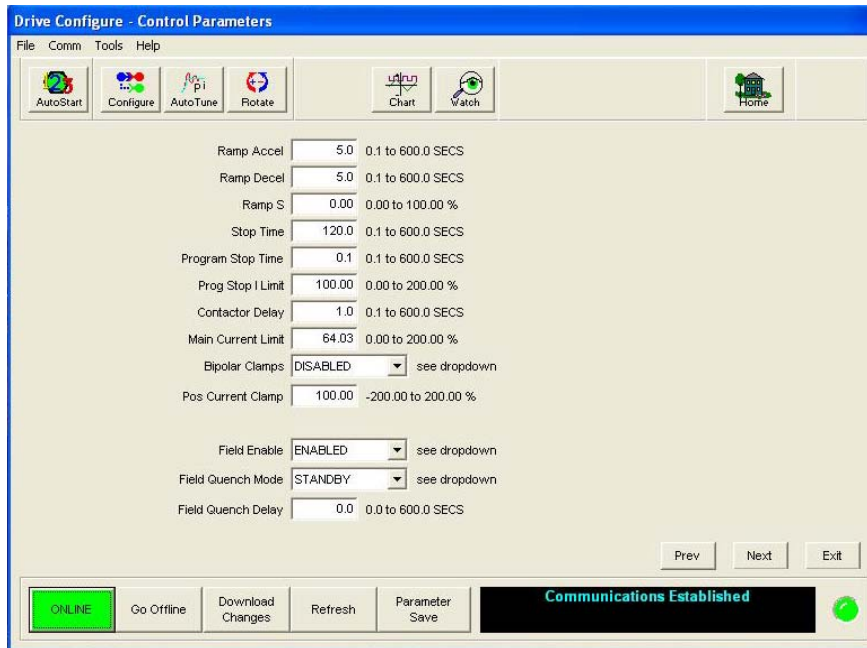 Drive Configure - Control Parameters
File Comm Tools Help
AutoStart Configure AutoTune Rotate Chart Watch Home
Ramp Accel 5.0 0.1 to 600.0 SECS
Ramp Decel 5.0 0.1 to 600.0 SECS
Ramp S 0.00 0.00 to 100.00 %
Stop Time 120.0 0.1 to 600.0 SECS
Program Stop Time 0.1 0.1 to 600.0 SECS
Prog Stop I Limit 100.00 0.00 to 200.00 %
Contactor Delay 1.0 0.1 to 600.0 SECS
Main Current Limit 64.03 0.00 to 200.00 %
Bipolar Clamps DISABLED see dropdown
Pos Current Clamp 100.00 -200.00 to 200.00 %
Field Enable ENABLED see dropdown
Field Quench Mode STANDBY see dropdown
Field Quench Delay 0.0 0.0 to 600.0 SECS
Prev Next Exit
ONLINE Go Offline Download Changes Refresh Parameter Save Communications Established